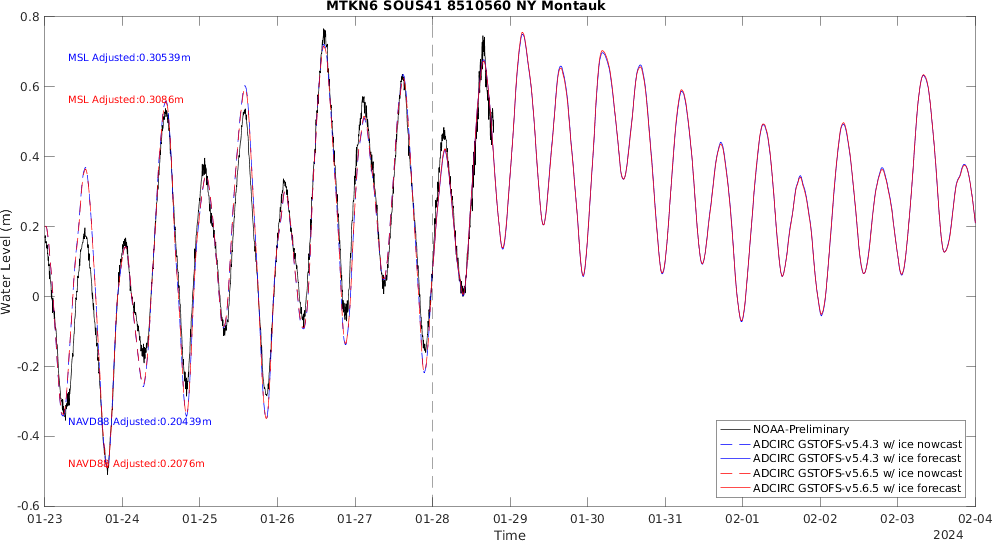 MTKN6 SOUS41 8510560 NY Montauk
0.8
0.6
0.4
0.2
0
-0.2
-0.4
-0.6
Water Level (m)
MSL Adjusted:0.30539m
MSL Adjusted:0.3086m
NAVD88 Adjusted:0.20439m
NAVD88 Adjusted:0.2076m
NOAA-Preliminary
ADCIRC GSTOFS-v5.4.3 w/ ice nowcast
ADCIRC GSTOFS-v5.4.3 w/ ice forecast
ADCIRC GSTOFS-v5.6.5 w/ ice nowcast
ADCIRC GSTOFS-v5.6.5 w/ ice forecast
01-23 01-24 01-25 01-26 01-27 01-28 01-29 01-30 01-31 02-01 02-02 02-03 02-04
Time
2024